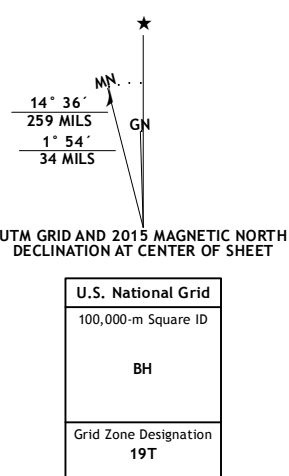 ★
MN
GN
14° 36´
259 MILS
1° 54´
34 MILS
UTM GRID AND 2015 MAGNETIC NORTH
DECLINATION AT CENTER OF SHEET
U.S. National Grid
100,000-m Square ID
BH
Grid Zone Designation
19T